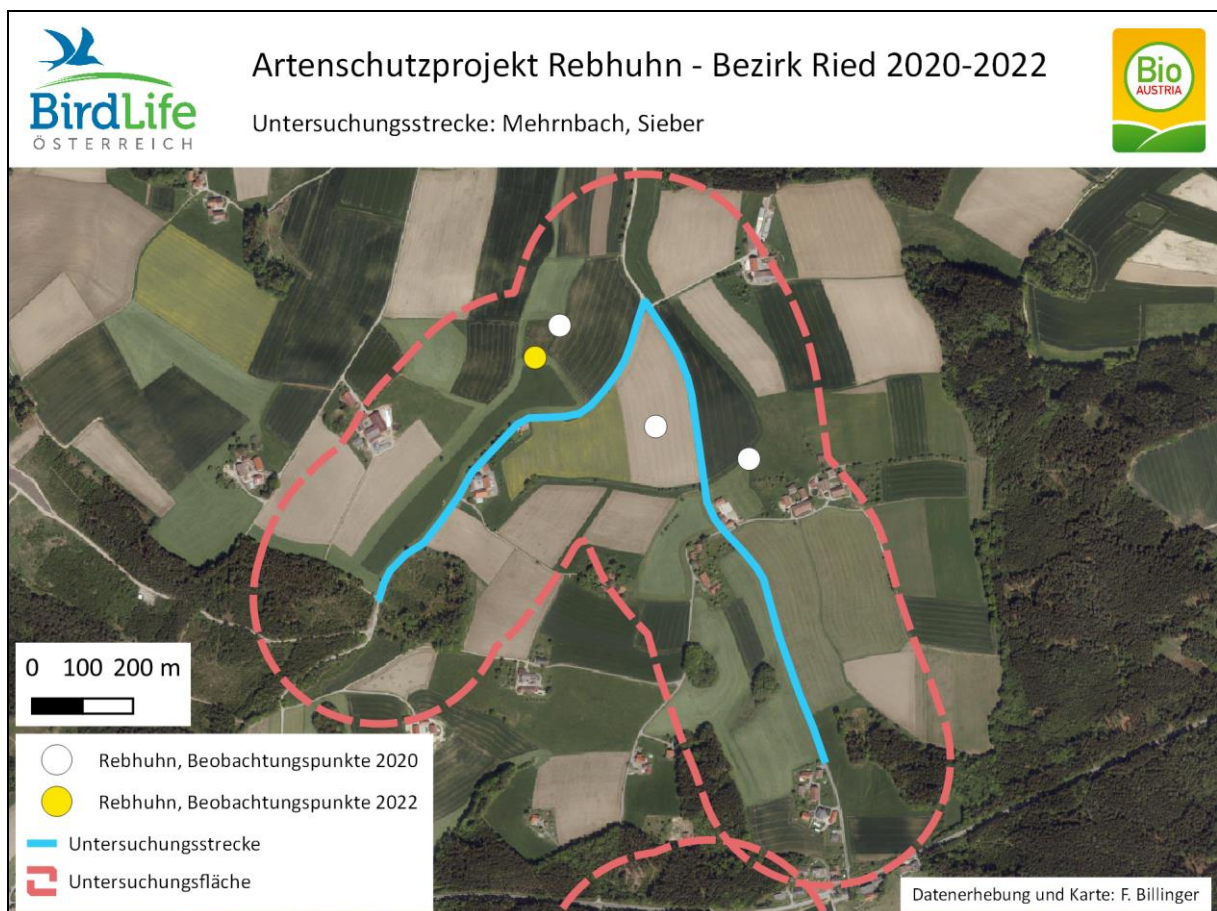 BirdLife
ÖSTERREICH
Artenschutzprojekt Rebhuhn - Bezirk Ried 2020-2022
Untersuchungsstrecke: Mehrnbach, Sieber
Bio
AUSTRIA
0 100 200 m
Rebhuhn, Beobachtungspunkte 2020
Rebhuhn, Beobachtungspunkte 2022
Untersuchungsstrecke
Untersuchungsfläche
Datenerhebung und Karte: F. Billinger